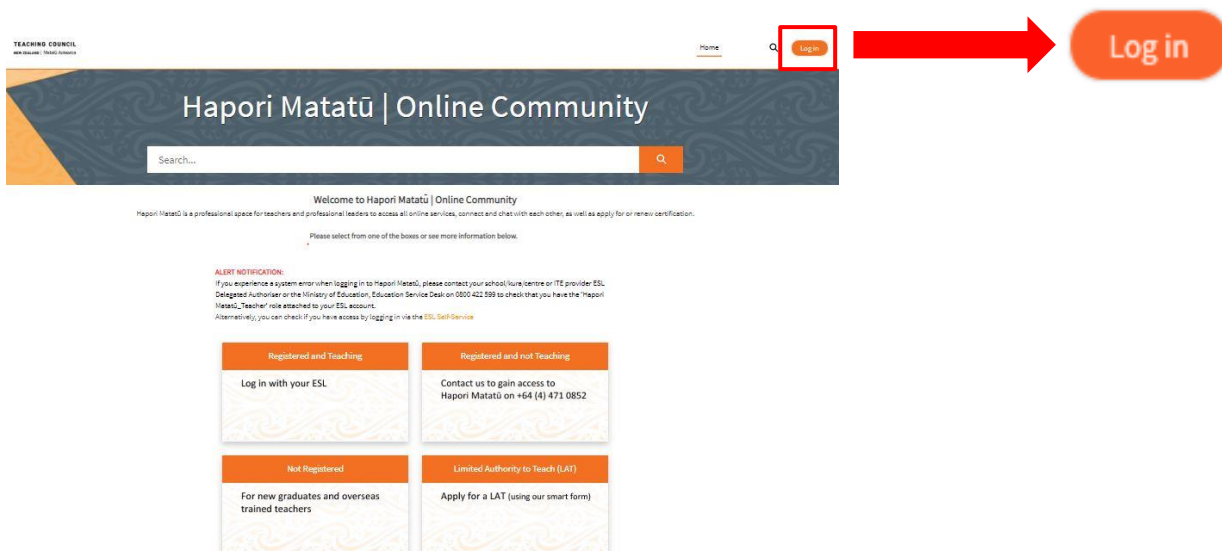 TEACHING COUNCIL
NEW ZEALAND | Matatū Aotearoa
Home
Log in
Log in
Hapori Matatū | Online Community
Search...
Welcome to Hapori Matatū | Online Community
Hapori Matatū is a professional space for teachers and professional leaders to access all online services, connect and chat with each other, as well as apply for or renew certification.
Please select from one of the boxes or see more information below.
ALERT NOTIFICATION:
If you experience a system error when logging in to Hapori Matatū, please contact your school/kura/centre or ITE provider ESL
Delegated Authoriser or the Ministry of Education, Education Service Desk on 0800 422 599 to check that you have the 'Hapori
Matatū_Teacher' role attached to your ESL account.
Alternatively, you can check if you have access by logging in via the ESL Self-Service
Registered and Teaching
Log in with your ESL
Registered and not Teaching
Contact us to gain access to
Hapori Matatū on +64 (4) 471 0852
Not Registered
For new graduates and overseas
trained teachers
Limited Authority to Teach (LAT)
Apply for a LAT (using our smart form)